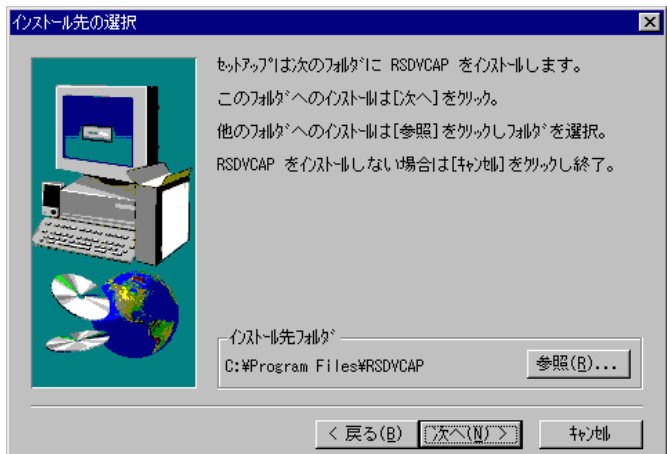 インストール先の選択
ｾｯﾄｱｯﾌﾟは次のﾌｫﾙﾀﾞに RSDVCAP をｲﾝｽﾄｰﾙします。
このﾌｫﾙﾀﾞへのｲﾝｽﾄｰﾙは[次へ]をｸﾘｯｸ。
他のﾌｫﾙﾀﾞへのｲﾝｽﾄｰﾙは[参照]をｸﾘｯｸしﾌｫﾙﾀﾞを選択。
RSDVCAP をｲﾝｽﾄｰﾙしない場合は[ｷｬﾝｾﾙ]をｸﾘｯｸし終了。
ｲﾝｽﾄｰﾙ先ﾌｫﾙﾀﾞ
C:¥Program Files¥RSDVCAP
参照(R)...
< 戻る(B)
次へ(N) >
ｷｬﾝｾﾙ